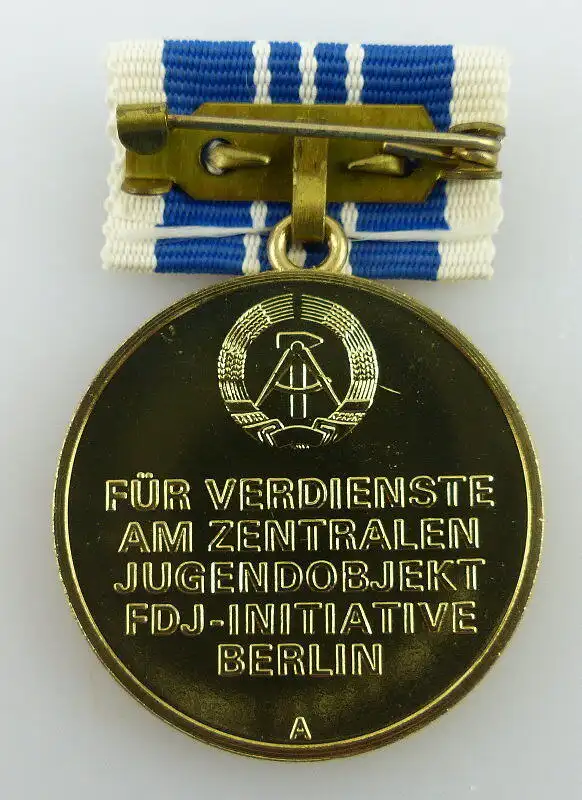 FÜR VERDIENSTE
AM ZENTRALEN
JUGENDOBJEKT
FDJ-INITIATIVE
BERLIN
A